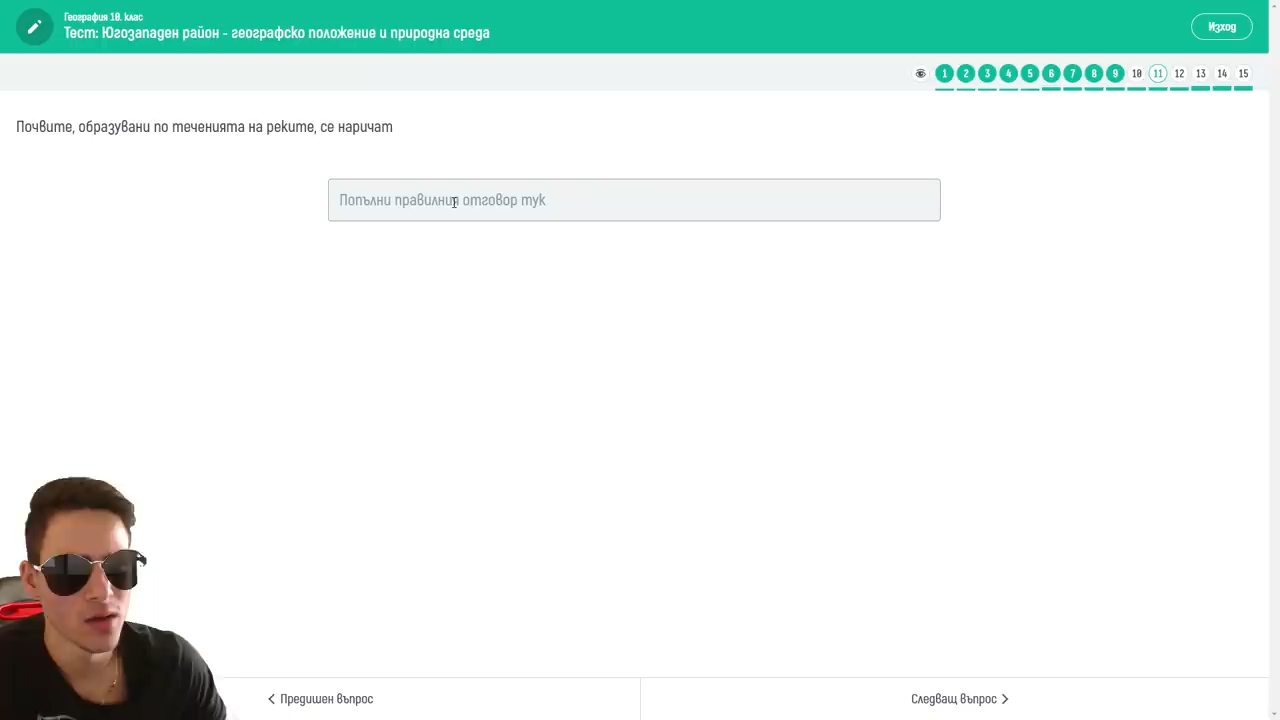 География 10. клас
Тест: Югозападен район - географско положение и природна среда
Изход
1 2 3 4 5 6 7 8 9 10 11 12 13 14 15
Почвите, образувани по теченията на реките, се наричат
Попълни правилния отговор тук
Предишен въпрос
Следващ въпрос